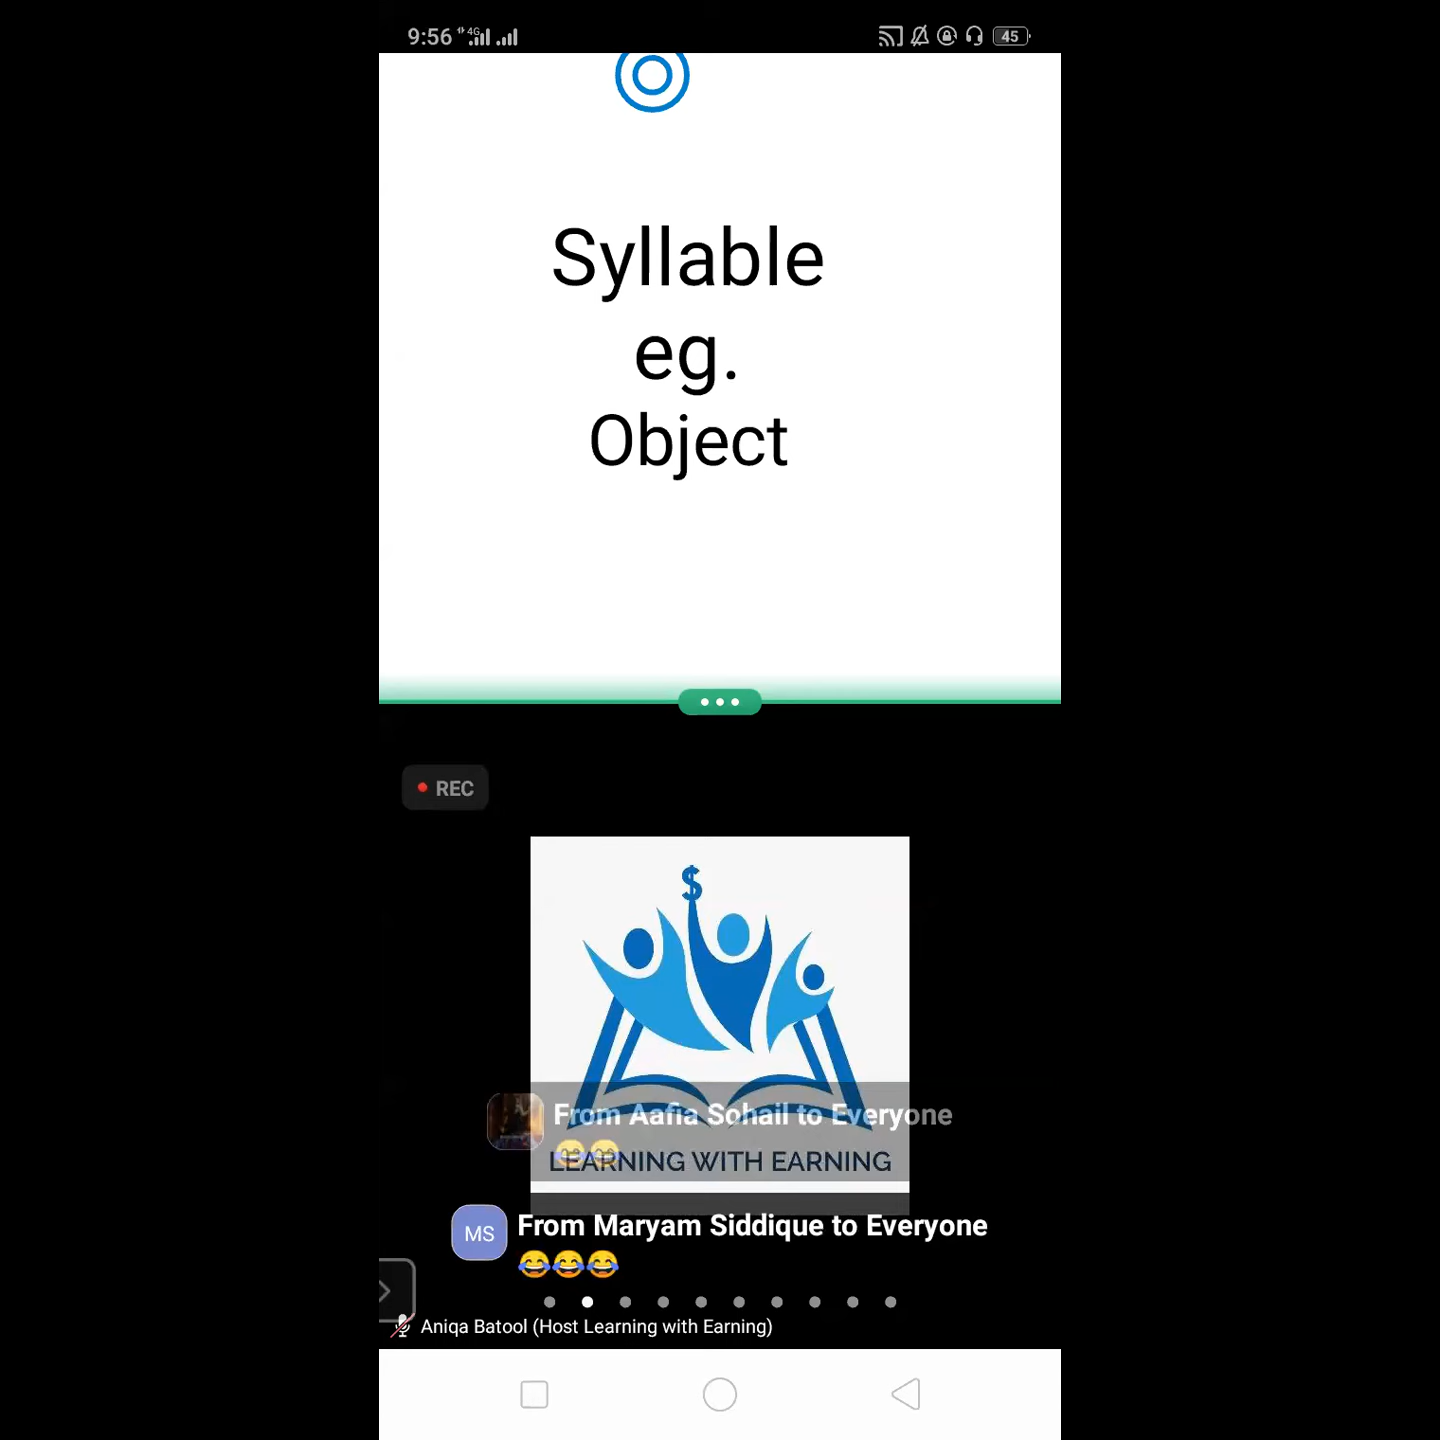 9:56 4G 45
Syllable
eg.
Object
REC
$
From Aafia Sohail to Everyone
😂😂
LEARNING WITH EARNING
MS From Maryam Siddique to Everyone
😂😂😂
Aniqa Batool (Host Learning with Earning)